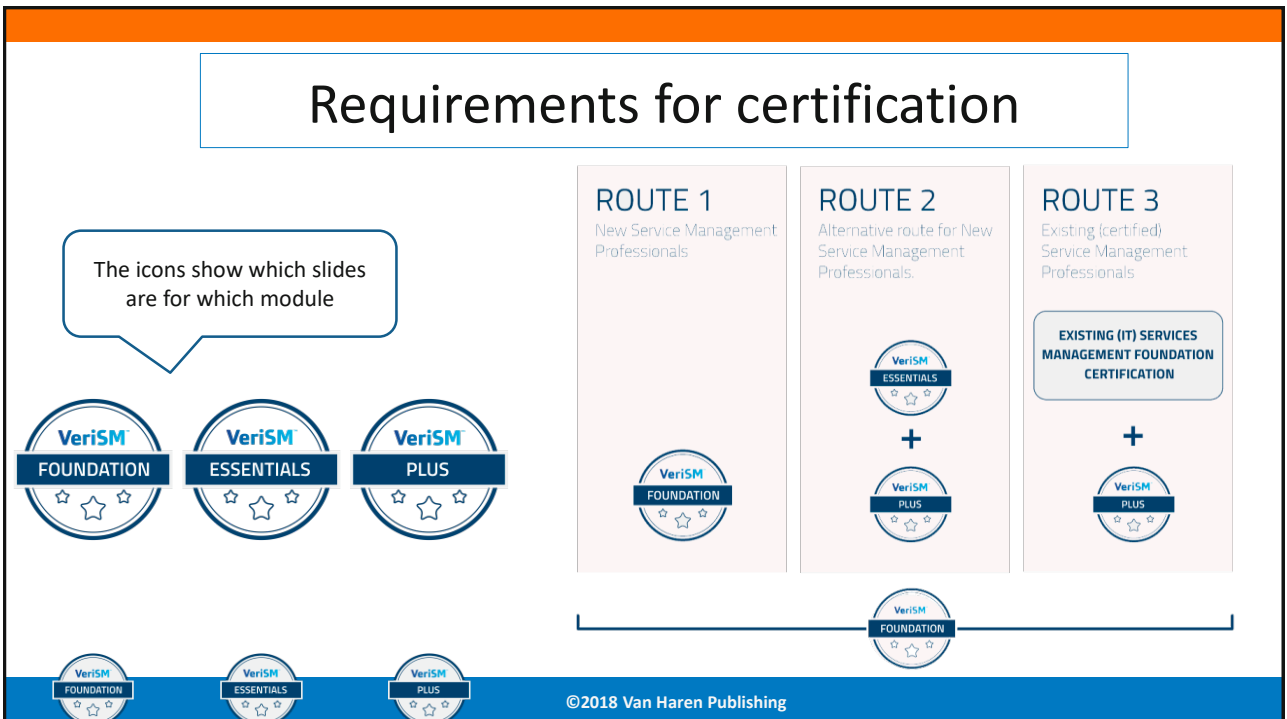 Requirements for certification
The icons show which slides
are for which module
VeriSM™
FOUNDATION
VeriSM™
ESSENTIALS
VeriSM™
PLUS
ROUTE 1
New Service Management
Professionals
VeriSM
FOUNDATION
ROUTE 2
Alternative route for New
Service Management
Professionals.
VeriSM
ESSENTIALS
+
VeriSM
PLUS
ROUTE 3
Existing (certified)
Service Management
Professionals
EXISTING (IT) SERVICES
MANAGEMENT FOUNDATION
CERTIFICATION
+
VeriSM
PLUS
VeriSM
FOUNDATION
VeriSM
FOUNDATION
VeriSM
ESSENTIALS
VeriSM
PLUS
©2018 Van Haren Publishing